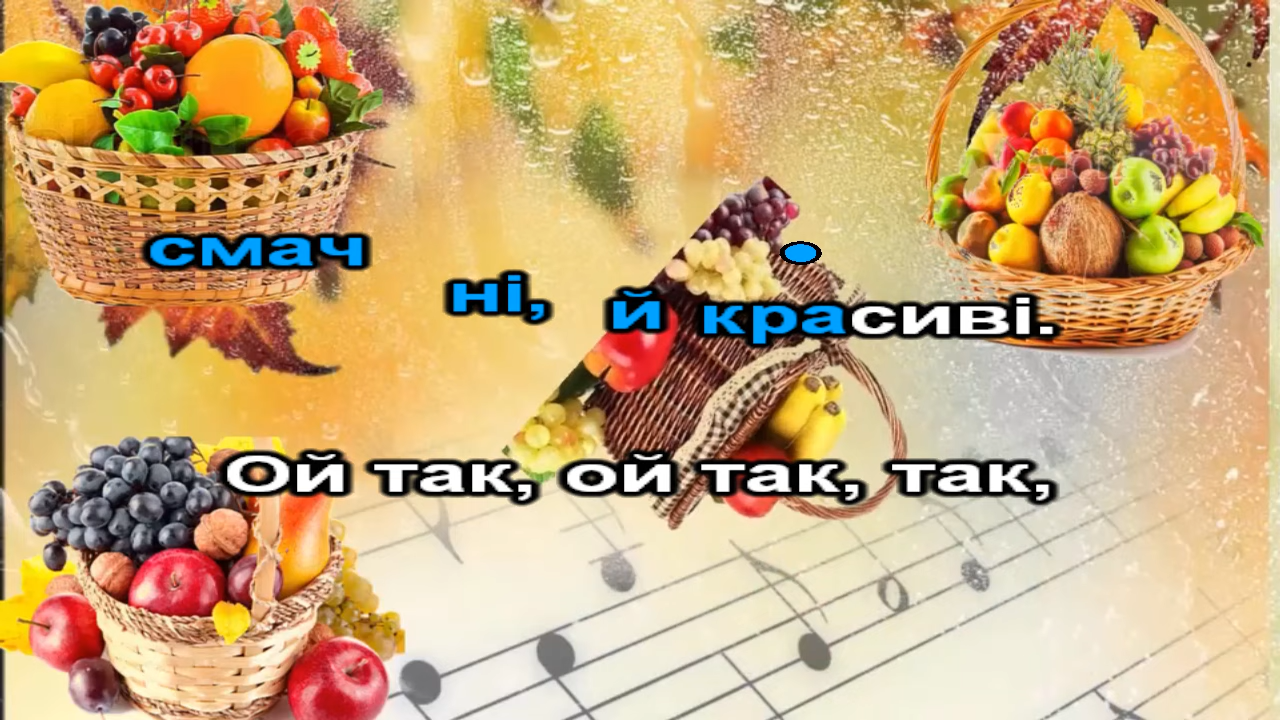 смач ні, й красиві.
Ой так, ой так, так,